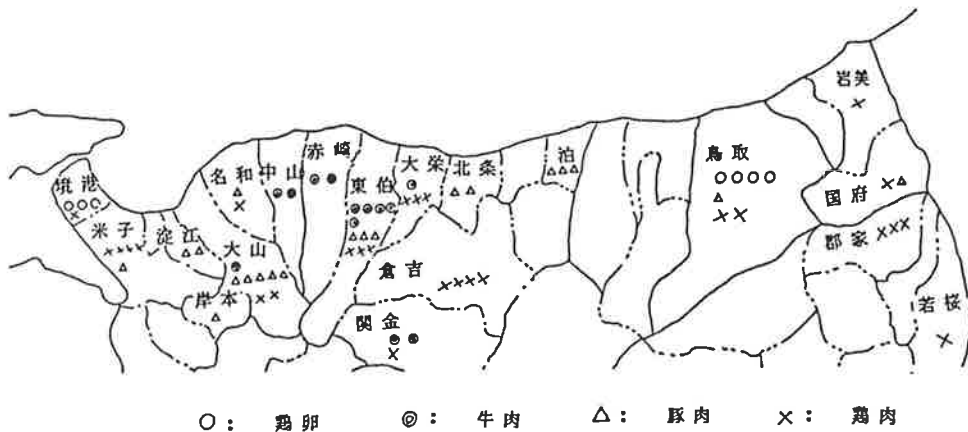 岩美
赤崎
大栄
北条
泊
鳥取
名和
中山
東伯
境港
国府
米子
淀江
大山
倉吉
郡家
岸本
関金
若桜
○ : 鶏卵 ◎ : 牛肉 △ : 豚肉 × : 鶏肉